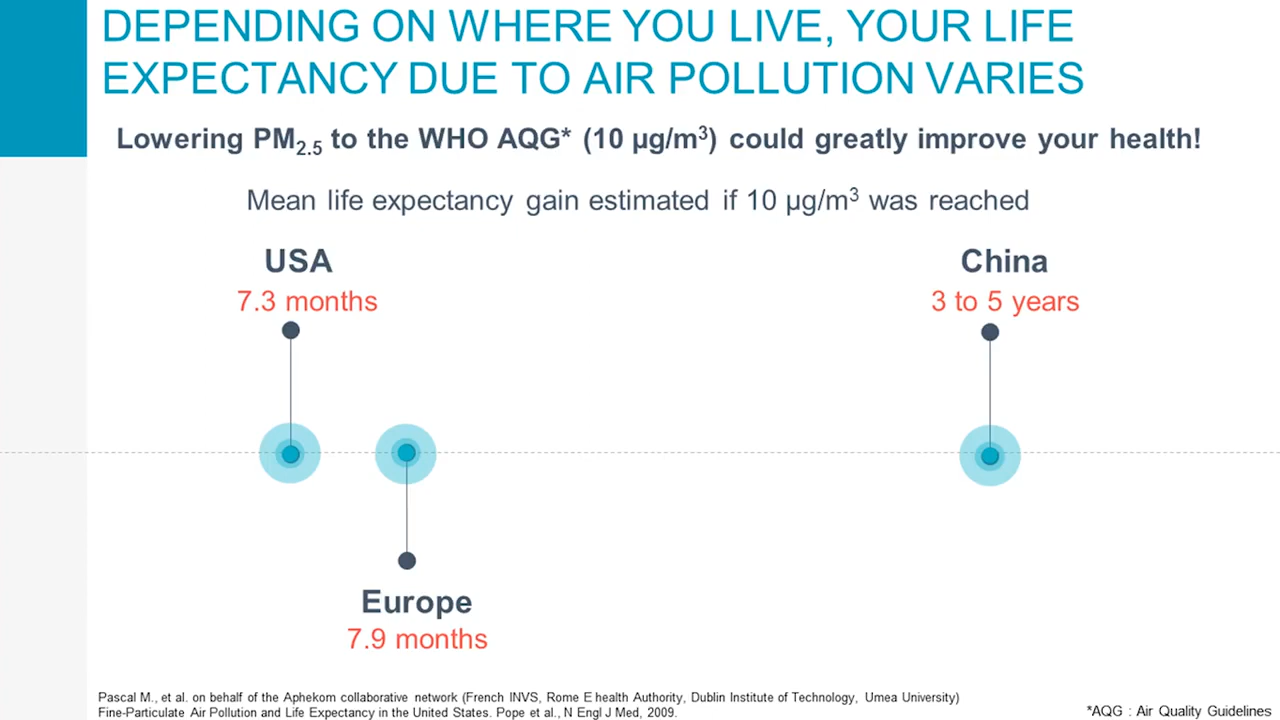 DEPENDING ON WHERE YOU LIVE, YOUR LIFE
EXPECTANCY DUE TO AIR POLLUTION VARIES
Lowering PM2.5 to the WHO AQG* (10 µg/m³) could greatly improve your health!
Mean life expectancy gain estimated if 10 µg/m³ was reached
USA
7.3 months
China
3 to 5 years
Europe
7.9 months
Pascal M., et al. on behalf of the Aphekom collaborative network (French INVS, Rome E health Authority, Dublin Institute of Technology, Umea University)
Fine-Particulate Air Pollution and Life Expectancy in the United States. Pope et al., N Engl J Med, 2009.
*AQG : Air Quality Guidelines